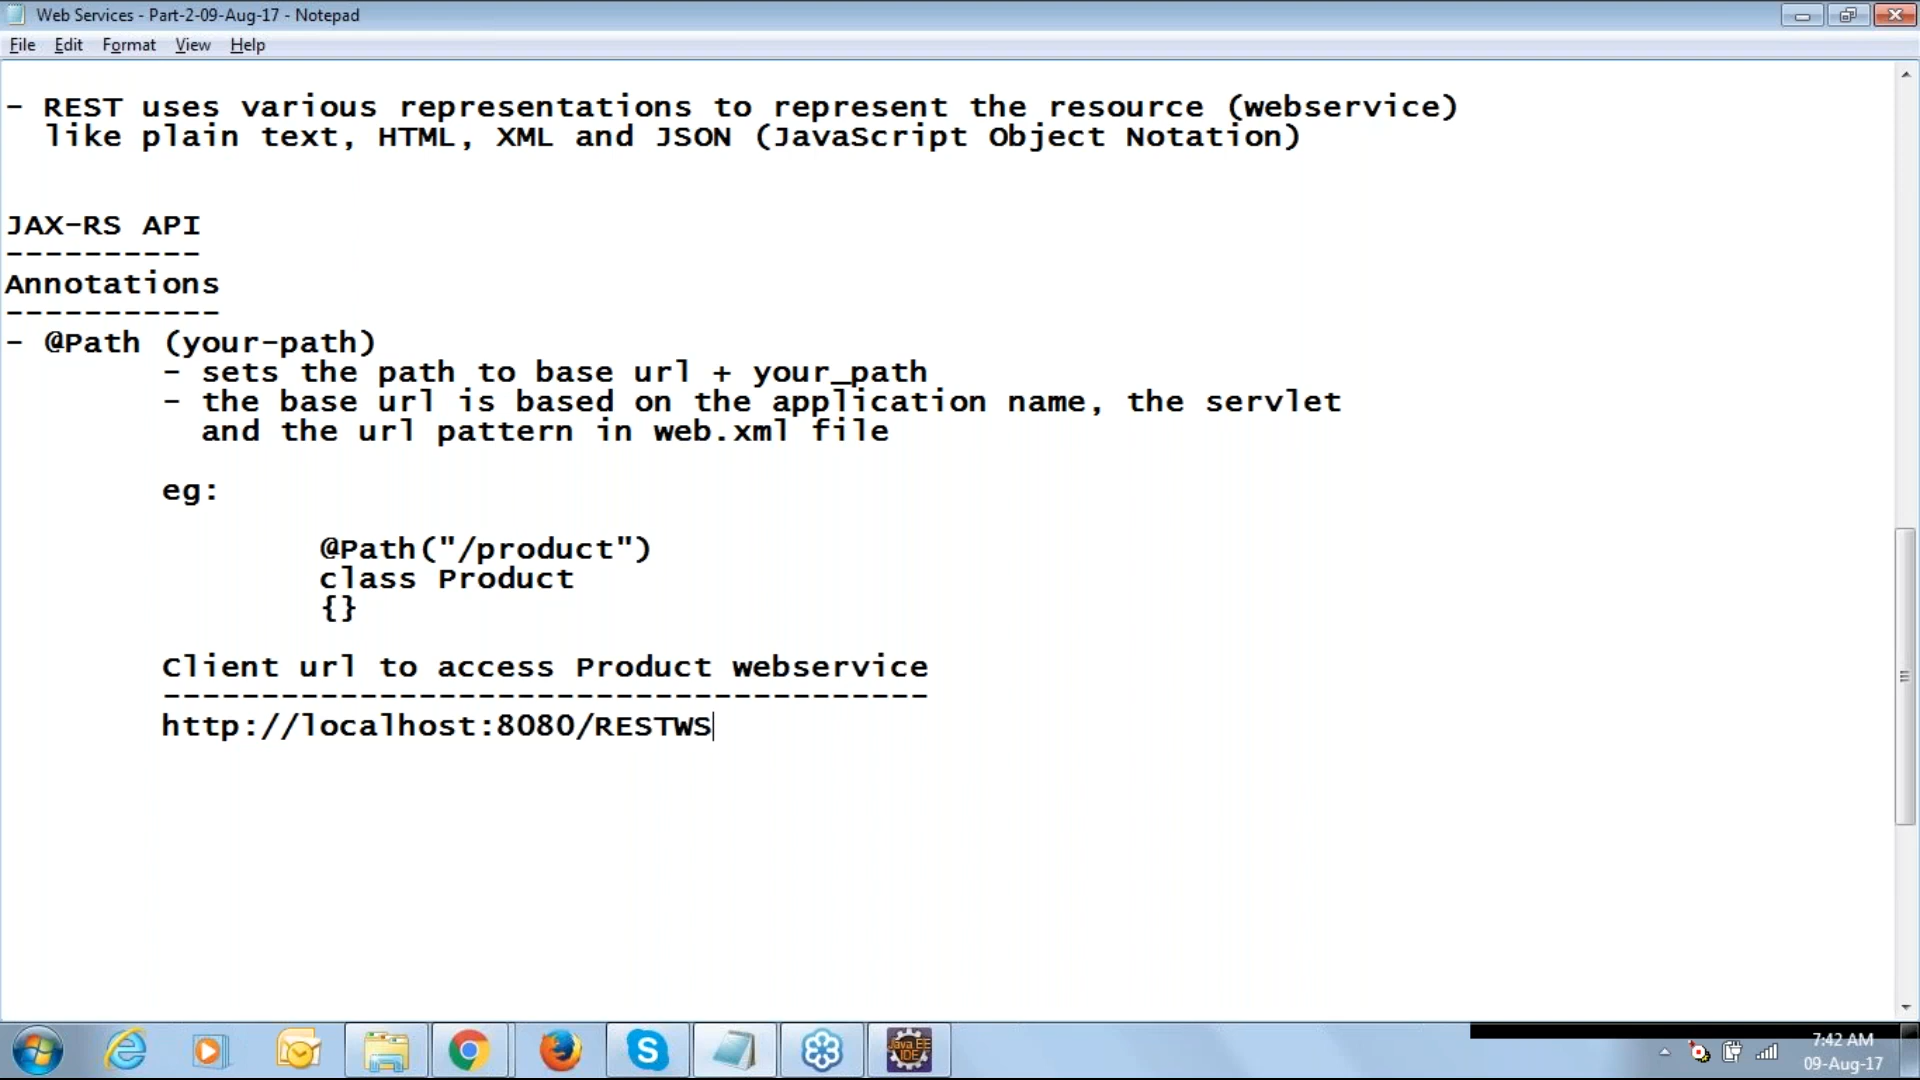 Web Services - Part-2-09-Aug-17 - Notepad
File Edit Format View Help
- REST uses various representations to represent the resource (webservice)
like plain text, HTML, XML and JSON (JavaScript Object Notation)
JAX-RS API
----------
Annotations
-----------
- @Path (your-path)
- sets the path to base url + your_path
- the base url is based on the application name, the servlet
and the url pattern in web.xml file
eg:
@Path("/product")
class Product
{}
Client url to access Product webservice
---------------------------------------
http://localhost:8080/RESTWS
Java EE
IDE
7:42 AM
09-Aug-17